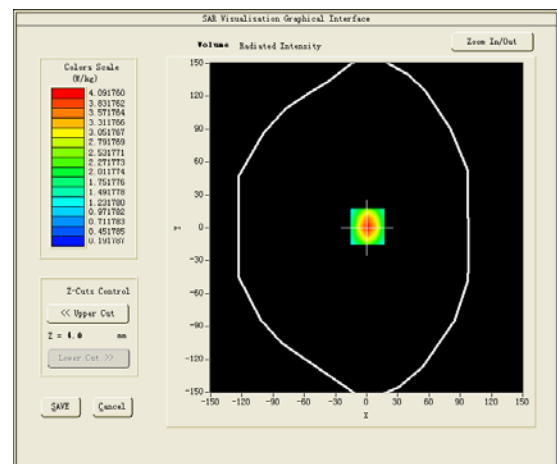 SAR Visualisation Graphical Interface
Volume Radiated Intensity
Zoom In/Out
Colors Scale
(W/kg)
4.091760
3.831762
3.571764
3.311766
3.051767
2.791769
2.531771
2.271773
2.011774
1.751776
1.491778
1.231780
0.971782
0.711783
0.451785
0.191787
Z-Cuts Control
<< Upper Cut
Z = 4.0 mm
Lower Cut >>
SAVE Cancel
150
120
90
60
30
0
-30
-60
-90
-120
-150
Y
-150 -120 -90 -60 -30 0 30 60 90 120 150
X